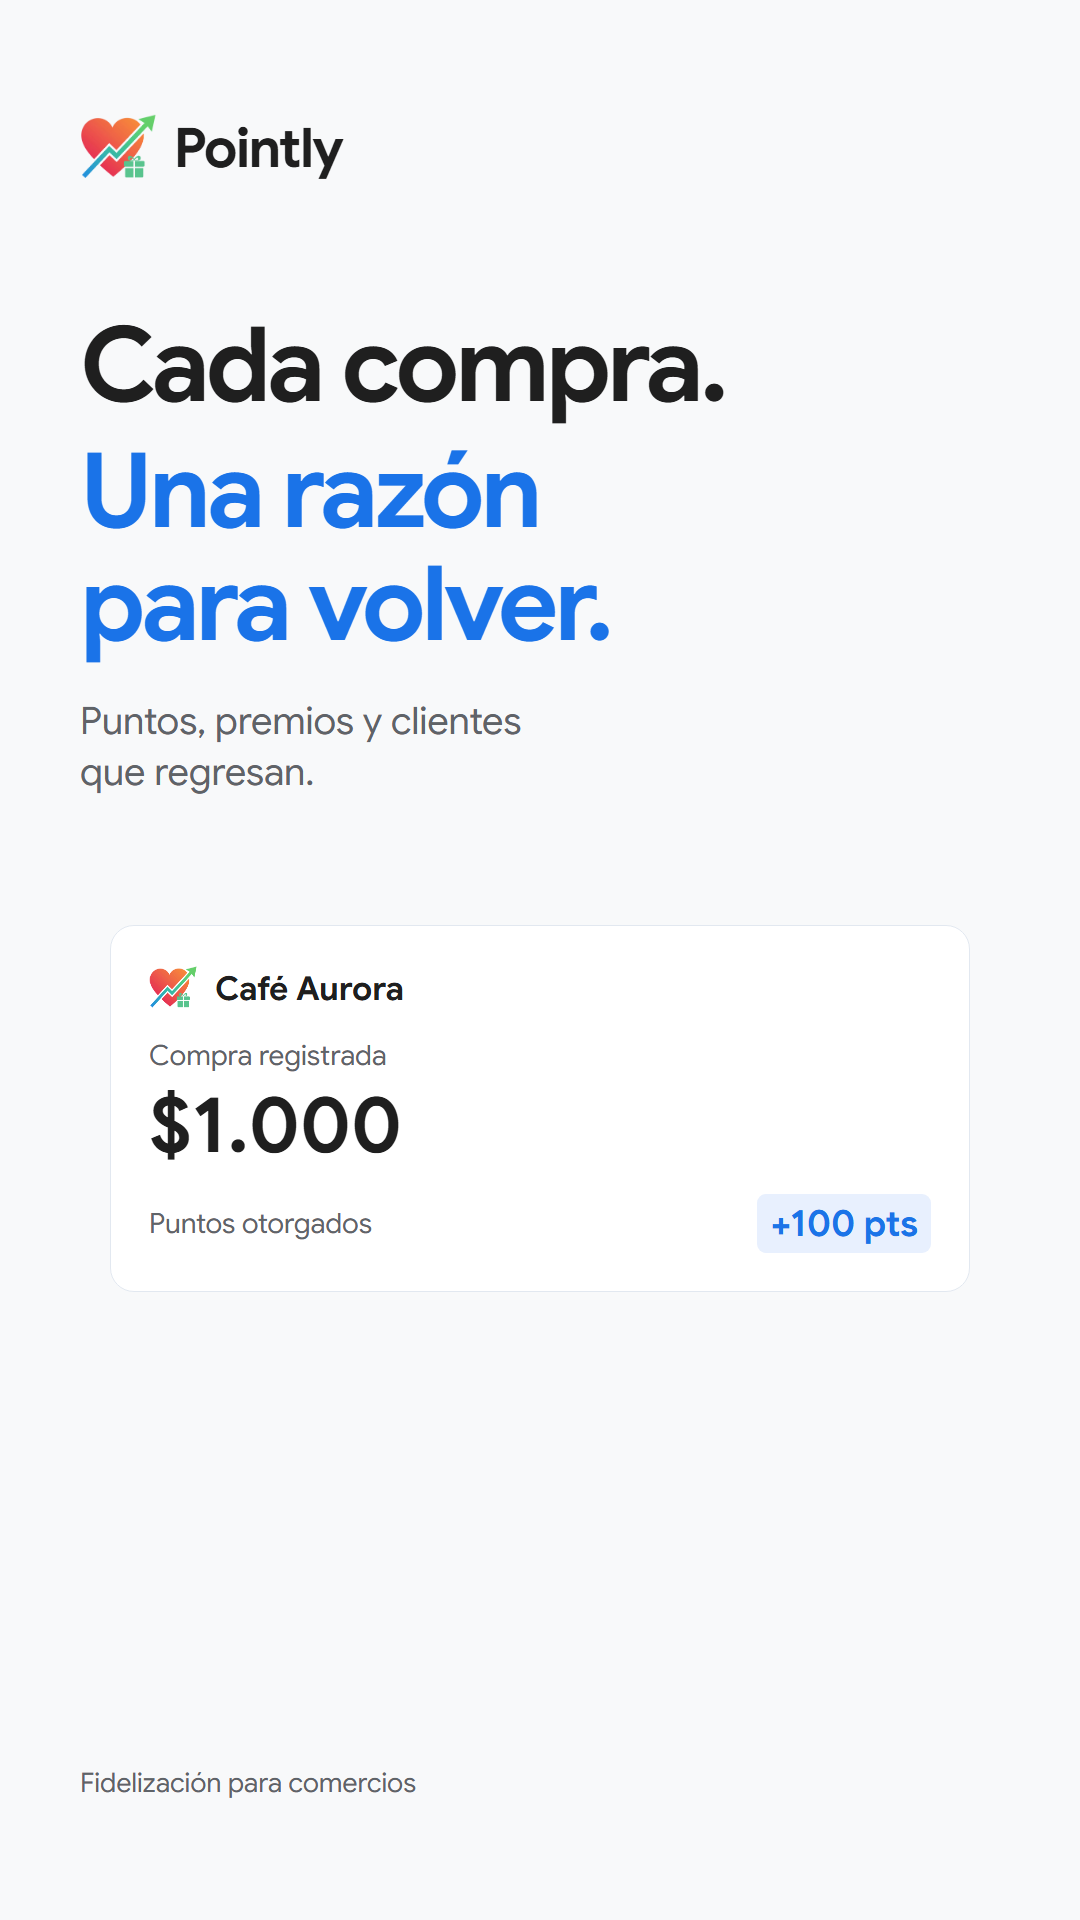 Pointly
Cada compra.
Una razón
para volver.
Puntos, premios y clientes
que regresan.
Café Aurora
Compra registrada
$1.000
Puntos otorgados
+100 pts
Fidelización para comercios